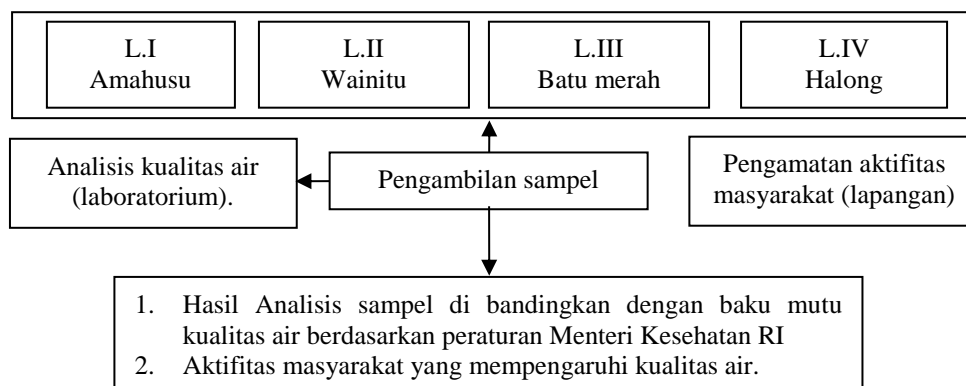 L.I
Amahusu
L.II
Wainitu
L.III
Batu merah
L.IV
Halong
Analisis kualitas air
(laboratorium).
Pengambilan sampel
Pengamatan aktifitas
masyarakat (lapangan)
1. Hasil Analisis sampel di bandingkan dengan baku mutu
kualitas air berdasarkan peraturan Menteri Kesehatan RI
2. Aktifitas masyarakat yang mempengaruhi kualitas air.